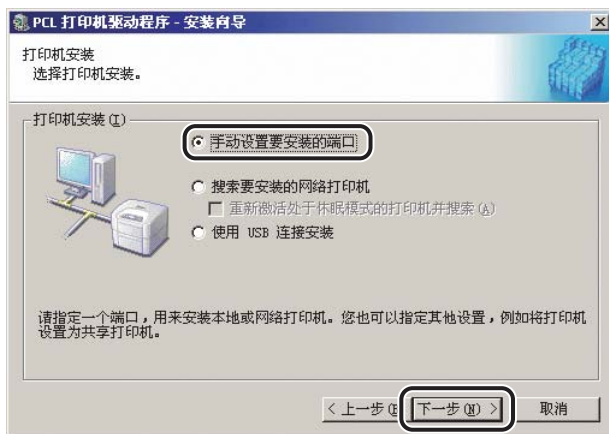 PCL 打印机驱动程序 - 安装向导
打印机安装
选择打印机安装。
打印机安装(I)
手动设置要安装的端口
搜索要安装的网络打印机
重新激活处于休眠模式的打印机并搜索(A)
使用 USB 连接安装
请指定一个端口，用来安装本地或网络打印机。您也可以指定其他设置，例如将打印机
设置为共享打印机。
< 上一步(B 下一步(N) > 取消